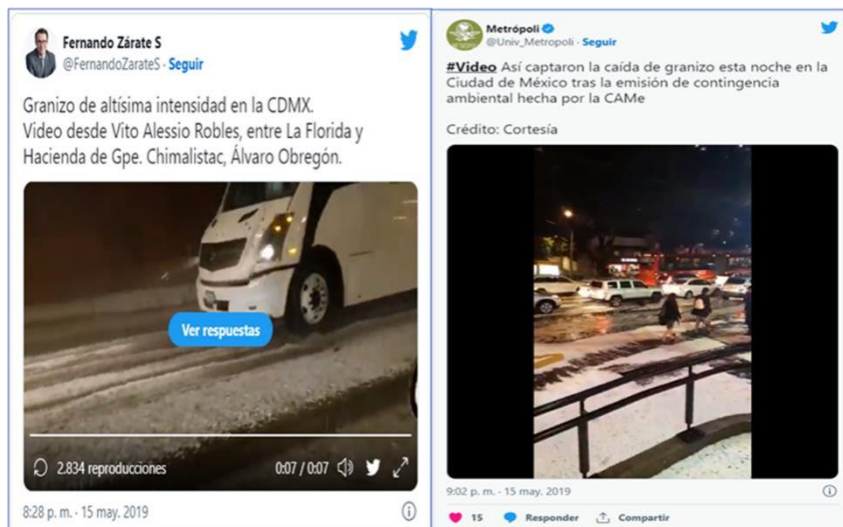 Fernando Zárate S
@FernandoZarateS · Seguir
Granizo de altísima intensidad en la CDMX.
Video desde Vito Alessio Robles, entre La Florida y
Hacienda de Gpe. Chimalistac, Álvaro Obregón.
Ver respuestas
2.834 reproducciones
0:07 / 0:07
8:28 p. m. · 15 may. 2019
Metrópoli
@Univ_Metropoli · Seguir
#Video Así captaron la caída de granizo esta noche en la
Ciudad de México tras la emisión de contingencia
ambiental hecha por la CAMe
Crédito: Cortesía
9:02 p. m. · 15 may. 2019
15 Responder Compartir